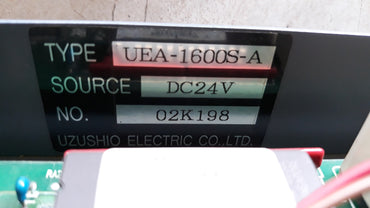 TYPE UEA-1600S-A
SOURCE DC24V
NO. 02K198
UZUSHIO ELECTRIC CO.,LTD.